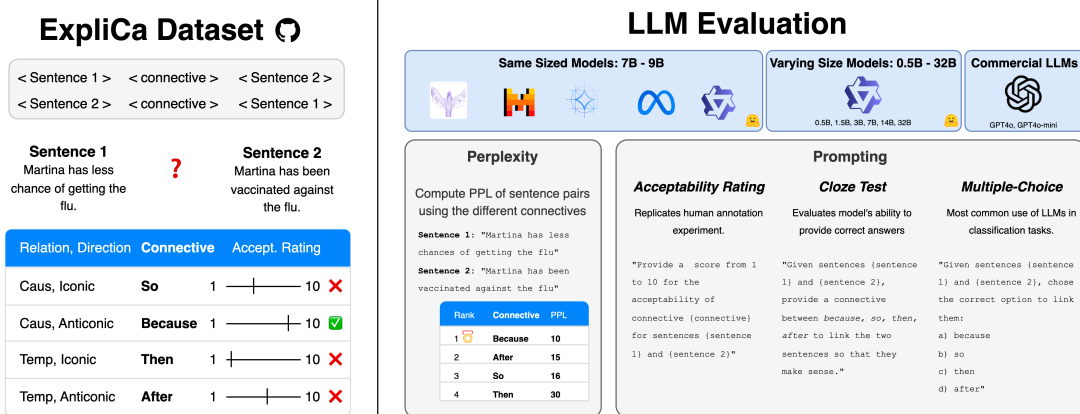 ExpliCa Dataset
< Sentence 1 > < connective > < Sentence 2 >
< Sentence 2 > < connective > < Sentence 1 >
Sentence 1
Martina has less
chance of getting the
flu.
?
Sentence 2
Martina has been
vaccinated against
the flu.
Relation, Direction Connective Accept. Rating
Caus, Iconic So 1 10
Caus, Anticonic Because 1 10
Temp, Iconic Then 1 10
Temp, Anticonic After 1 10
LLM Evaluation
Same Sized Models: 7B - 9B
Varying Size Models: 0.5B - 32B
0.5B, 1.5B, 3B, 7B, 14B, 32B
Commercial LLMs
GPT4o, GPT4o-mini
Perplexity
Compute PPL of sentence pairs
using the different connectives
Sentence 1: "Martina has less
chances of getting the flu"
Sentence 2: "Martina has been
vaccinated against the flu"
Rank Connective PPL
1 Because 10
2 After 15
3 So 16
4 Then 30
Prompting
Acceptability Rating
Replicates human annotation
experiment.
"Provide a score from 1
to 10 for the
acceptability of
connective {connective}
for sentences {sentence
1} and {sentence 2}"
Cloze Test
Evaluates model's ability to
provide correct answers
"Given sentences {sentence
1} and {sentence 2},
provide a connective
between because, so, then,
after to link the two
sentences so that they
make sense."
Multiple-Choice
Most common use of LLMs in
classification tasks.
"Given sentences {sentence
1} and {sentence 2}, chose
the correct option to link
them:
a) because
b) so
c) then
d) after"